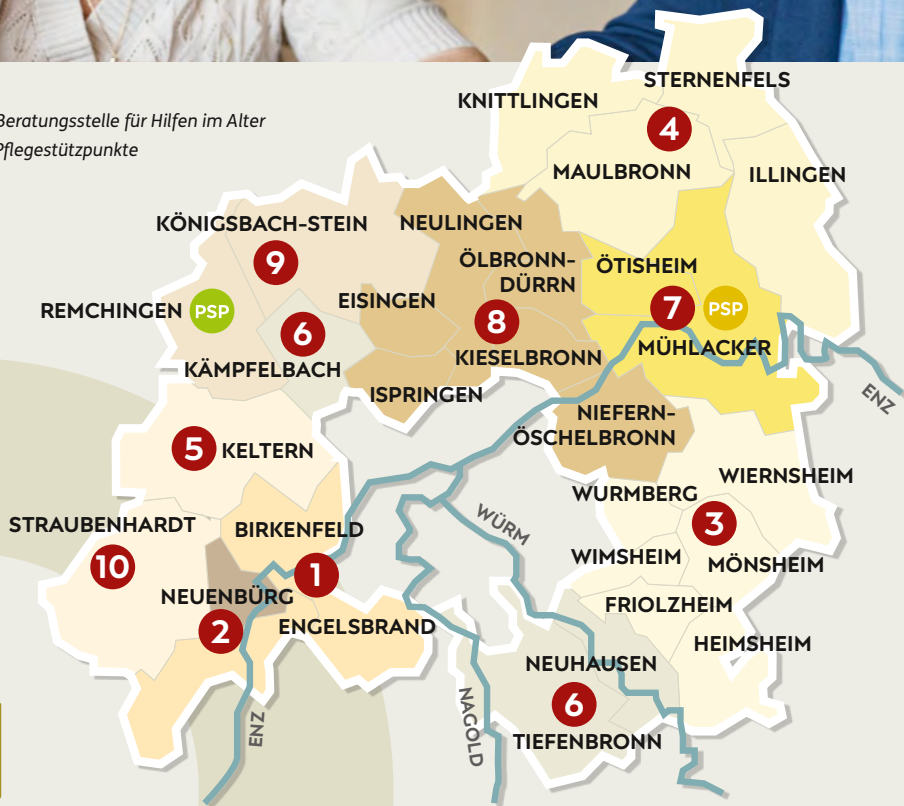 Beratungsstelle für Hilfen im Alter
Pflegestützpunkte
STERNENFELS
KNITTLINGEN
4
MAULBRONN
ILLINGEN
KÖNIGSBACH-STEIN
NEULINGEN
9
ÖLBRONN-
DÜRRN
ÖTISHEIM
REMCHINGEN
PSP
EISINGEN
6
8
7
PSP
KÄMPFELBACH
KIESELBRONN
MÜHLACKER
ISPRINGEN
ENZ
NIEFERN-
ÖSCHELBRONN
5
KELTERN
WIERNSHEIM
WURMBERG
STRAUBENHARDT
BIRKENFELD
WÜRM
3
10
WIMSHEIM
MÖNSHEIM
1
NEUENBÜRG
FRIOLZHEIM
2
ENGELSBRAND
HEIMSHEIM
NEUHAUSEN
6
ENZ
NAGOLD
TIEFENBRONN